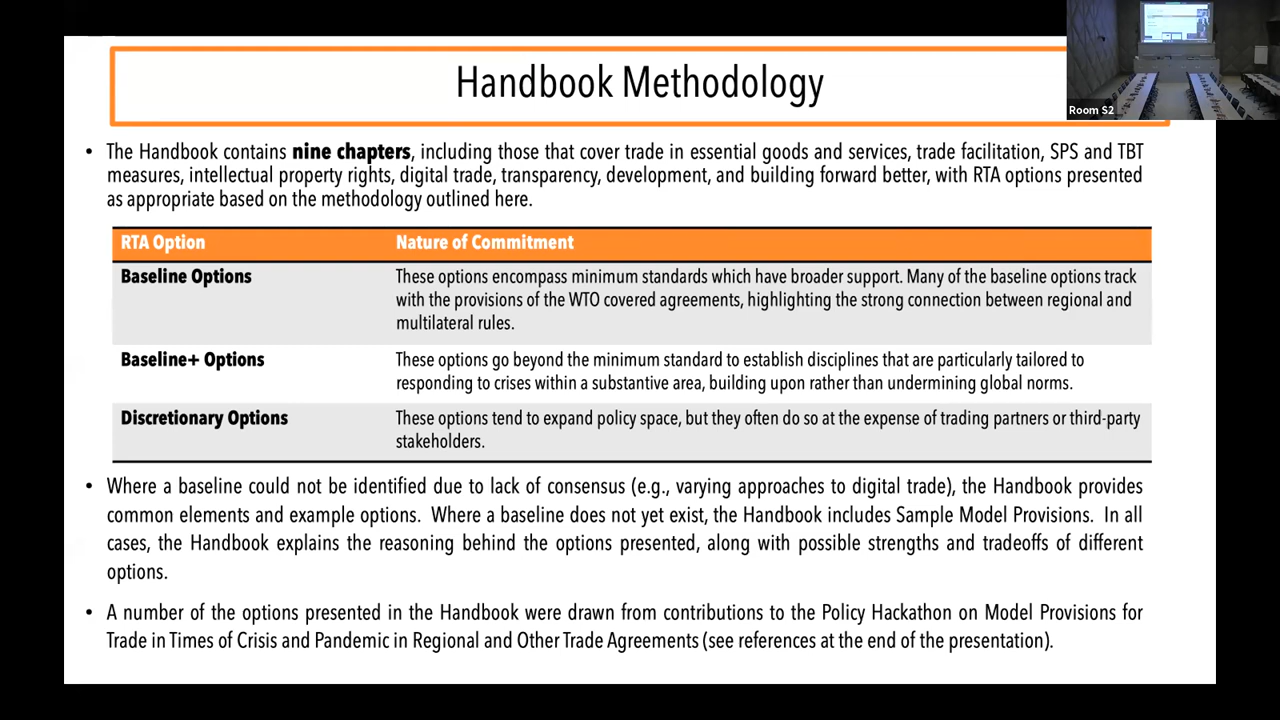 Handbook Methodology
Room S2
• The Handbook contains nine chapters, including those that cover trade in essential goods and services, trade facilitation, SPS and TBT
measures, intellectual property rights, digital trade, transparency, development, and building forward better, with RTA options presented
as appropriate based on the methodology outlined here.
RTA Option Nature of Commitment
Baseline Options These options encompass minimum standards which have broader support. Many of the baseline options track
with the provisions of the WTO covered agreements, highlighting the strong connection between regional and
multilateral rules.
Baseline+ Options These options go beyond the minimum standard to establish disciplines that are particularly tailored to
responding to crises within a substantive area, building upon rather than undermining global norms.
Discretionary Options These options tend to expand policy space, but they often do so at the expense of trading partners or third-party
stakeholders.
• Where a baseline could not be identified due to lack of consensus (e.g., varying approaches to digital trade), the Handbook provides
common elements and example options. Where a baseline does not yet exist, the Handbook includes Sample Model Provisions. In all
cases, the Handbook explains the reasoning behind the options presented, along with possible strengths and tradeoffs of different
options.
• A number of the options presented in the Handbook were drawn from contributions to the Policy Hackathon on Model Provisions for
Trade in Times of Crisis and Pandemic in Regional and Other Trade Agreements (see references at the end of the presentation).